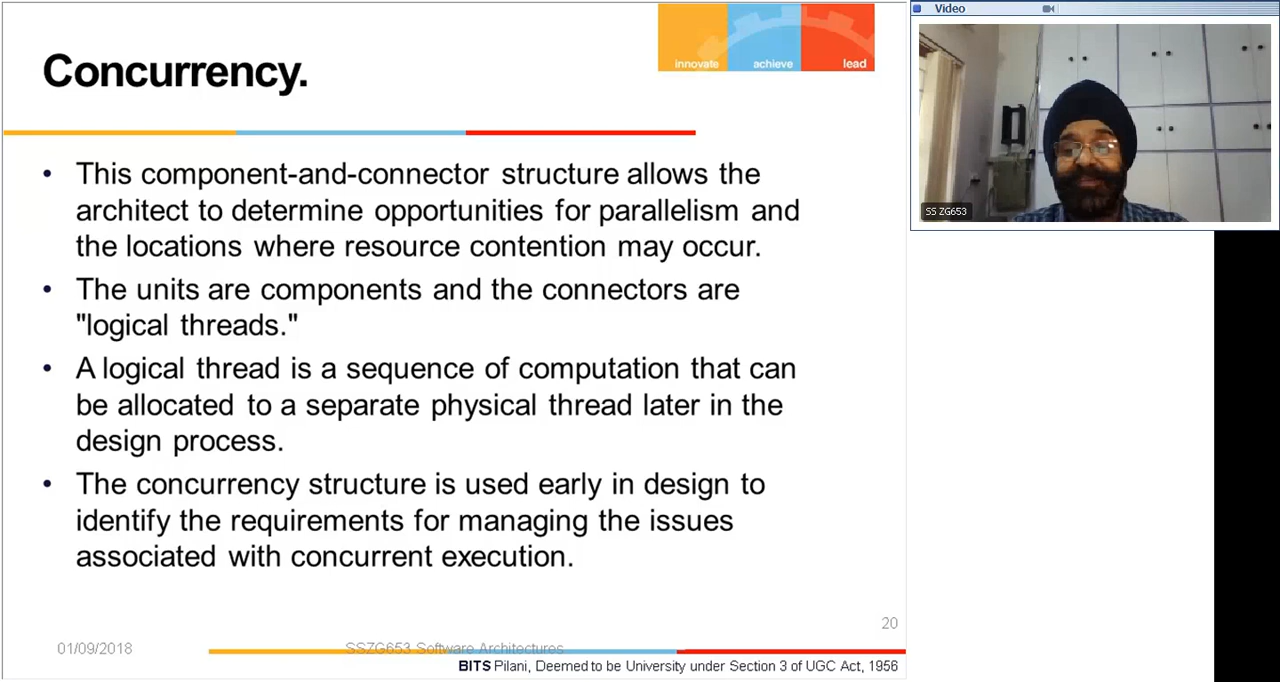 Concurrency.
innovate achieve lead
• This component-and-connector structure allows the
architect to determine opportunities for parallelism and
the locations where resource contention may occur.
• The units are components and the connectors are
"logical threads."
• A logical thread is a sequence of computation that can
be allocated to a separate physical thread later in the
design process.
• The concurrency structure is used early in design to
identify the requirements for managing the issues
associated with concurrent execution.
20
01/09/2018 SSZG653 Software Architectures
BITS Pilani, Deemed to be University under Section 3 of UGC Act, 1956
Video
SS ZG653